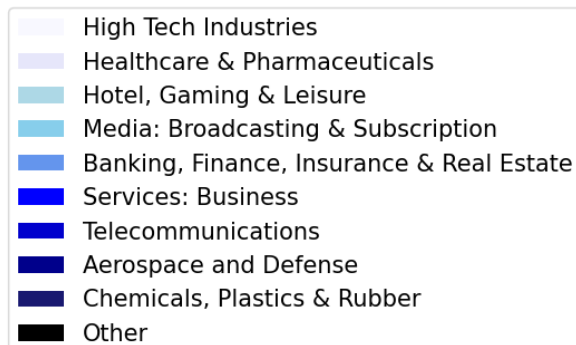 High Tech Industries
Healthcare & Pharmaceuticals
Hotel, Gaming & Leisure
Media: Broadcasting & Subscription
Banking, Finance, Insurance & Real Estate
Services: Business
Telecommunications
Aerospace and Defense
Chemicals, Plastics & Rubber
Other